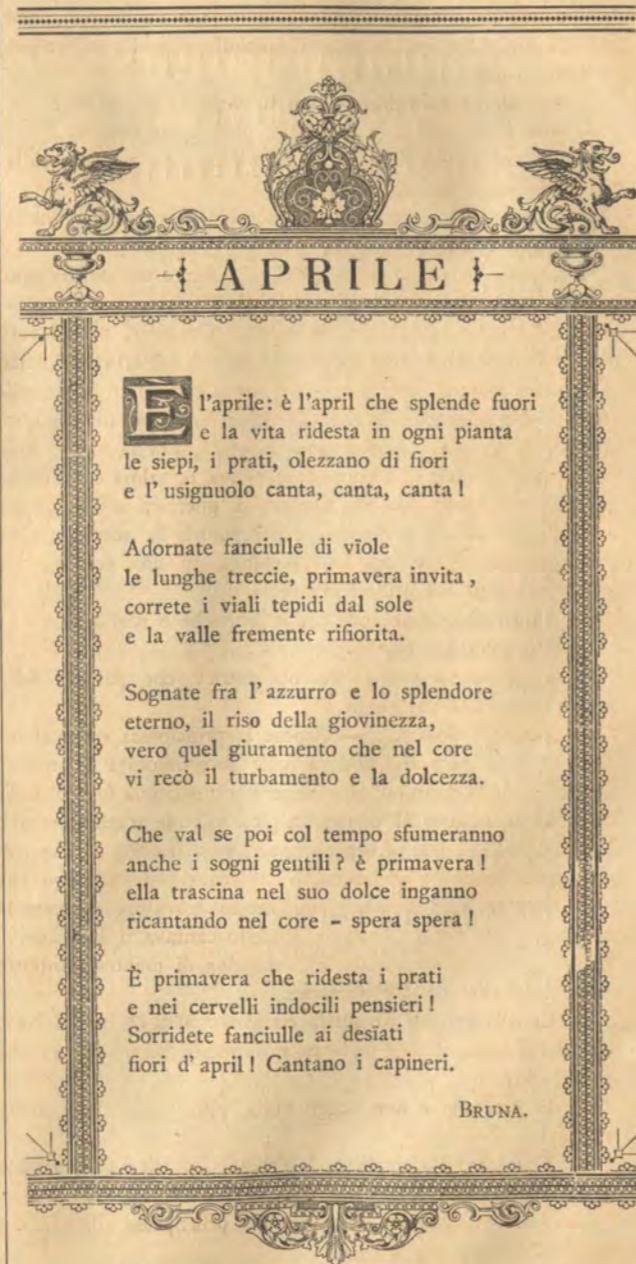 APRILE
E l'aprile: è l'april che splende fuori
e la vita ridesta in ogni pianta
le siepi, i prati, olezzano di fiori
e l'usignuolo canta, canta, canta!
Adornate fanciulle di vïole
le lunghe treccie, primavera invita,
correte i viali tepidi dal sole
e la valle fremente rifiorita.
Sognate fra l'azzurro e lo splendore
eterno, il riso della giovinezza,
vero quel giuramento che nel core
vi recò il turbamento e la dolcezza.
Che val se poi col tempo sfumeranno
anche i sogni gentili? è primavera!
ella trascina nel suo dolce inganno
ricantando nel core - spera spera!
È primavera che ridesta i prati
e nei cervelli indocili pensieri!
Sorridete fanciulle ai desïati
fiori d'april! Cantano i capineri.
BRUNA.